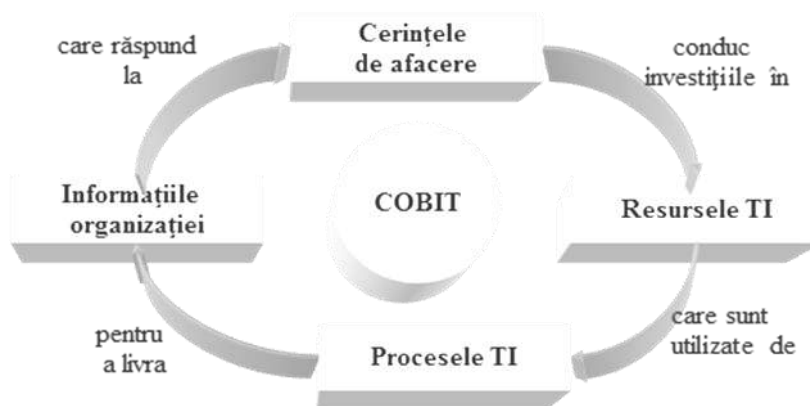 care răspund
la
Cerințele
de afacere
conduc
investițiile în
Informațiile
organizației
COBIT
Resursele TI
pentru
a livra
Procesele TI
care sunt
utilizate de